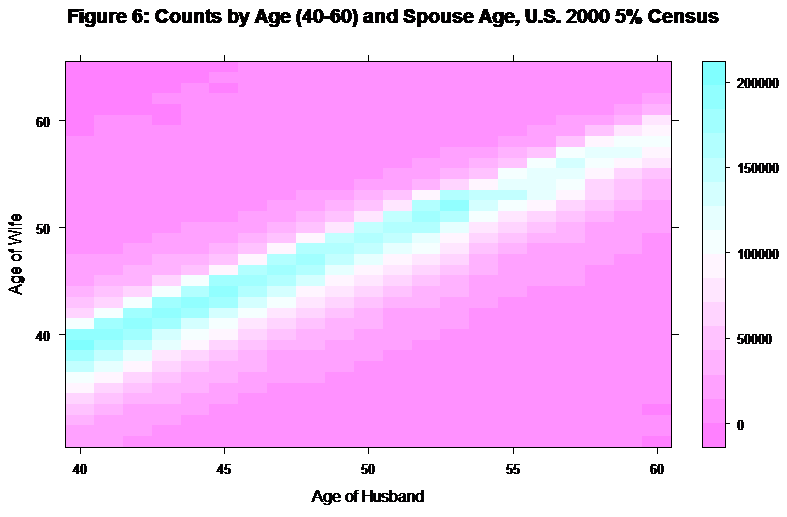 Figure 6: Counts by Age (40-60) and Spouse Age, U.S. 2000 5% Census
200000
150000
100000
50000
0
60
50
40
Age of Wife
40 45 50 55 60
Age of Husband